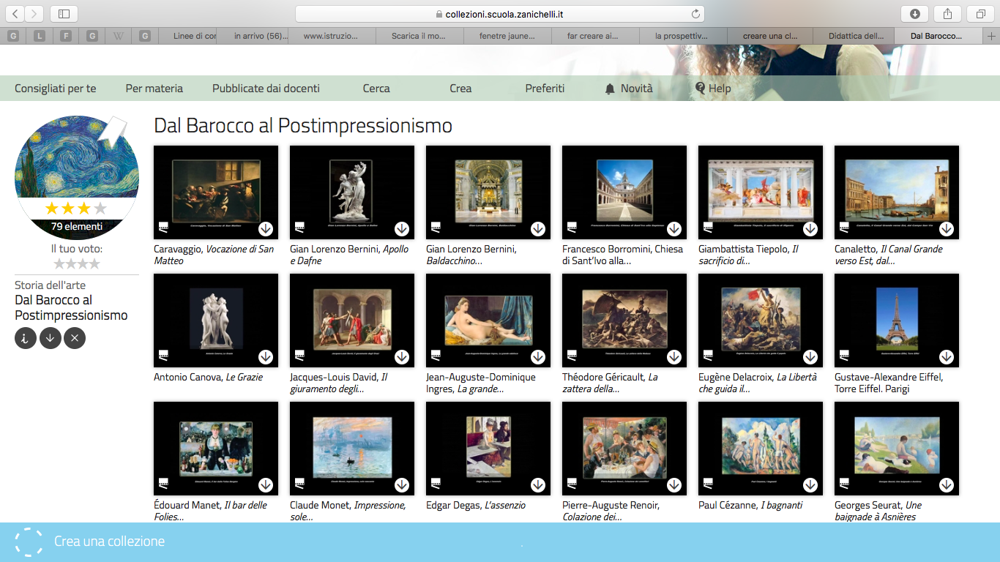 collezioni.scuola.zanichelli.it
G
L
F
G
W
G
Linee di cor
in arrivo (56)...
www.istruzio...
Scarica il mo...
fenetre jaune...
far creare ai...
la prospettiv...
creare una cl...
Didattica dell...
Dal Barocco...
Consigliati per te
Per materia
Pubblicate dai docenti
Cerca
Crea
Preferiti
Novità
Help
79 elementi
Il tuo voto:
Storia dell'arte
Dal Barocco al
Postimpressionismo
Dal Barocco al Postimpressionismo
Caravaggio, Vocazione di San
Matteo
Gian Lorenzo Bernini, Apollo
e Dafne
Gian Lorenzo Bernini,
Baldacchino...
Francesco Borromini, Chiesa
di Sant'Ivo alla...
Giambattista Tiepolo, Il
sacrificio di...
Canaletto, Il Canal Grande
verso Est, dal...
Antonio Canova, Le Grazie
Jacques-Louis David, Il
giuramento degli...
Jean-Auguste-Dominique
Ingres, La grande...
Théodore Géricault, La
zattera della...
Eugène Delacroix, La Libertà
che guida il...
Gustave-Alexandre Eiffel,
Torre Eiffel. Parigi
Édouard Manet, Il bar delle
Folies...
Claude Monet, Impressione,
sole...
Edgar Degas, L'assenzio
Pierre-Auguste Renoir,
Colazione dei...
Paul Cézanne, I bagnanti
Georges Seurat, Une
baignade à Asnières
Crea una collezione